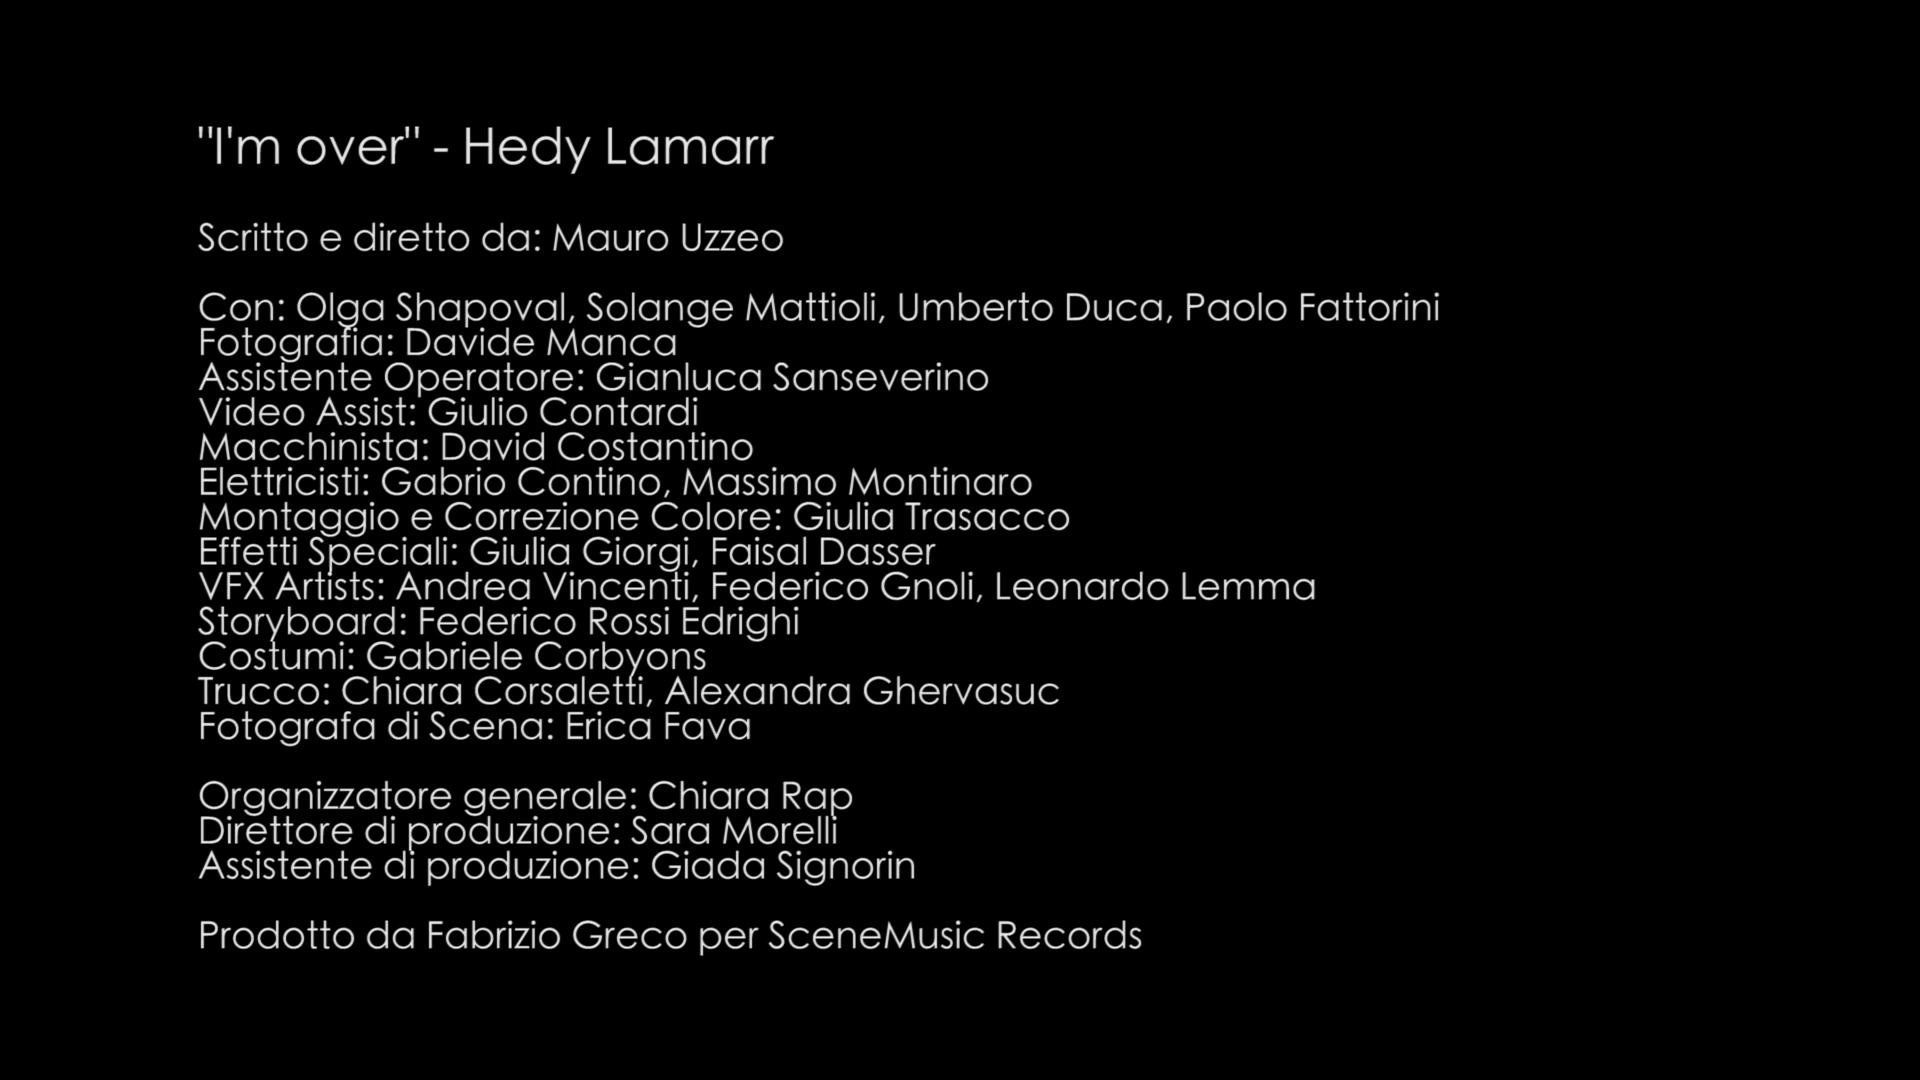 "I'm over" - Hedy Lamarr
Scritto e diretto da: Mauro Uzzeo
Con: Olga Shapoval, Solange Mattioli, Umberto Duca, Paolo Fattorini
Fotografia: Davide Manca
Assistente Operatore: Gianluca Sanseverino
Video Assist: Giulio Contardi
Macchinista: David Costantino
Elettricisti: Gabrio Contino, Massimo Montinaro
Montaggio e Correzione Colore: Giulia Trasacco
Effetti Speciali: Giulia Giorgi, Faisal Dasser
VFX Artists: Andrea Vincenti, Federico Gnoli, Leonardo Lemma
Storyboard: Federico Rossi Edrighi
Costumi: Gabriele Corbyons
Trucco: Chiara Corsaletti, Alexandra Ghervasuc
Fotografa di Scena: Erica Fava
Organizzatore generale: Chiara Rap
Direttore di produzione: Sara Morelli
Assistente di produzione: Giada Signorin
Prodotto da Fabrizio Greco per SceneMusic Records